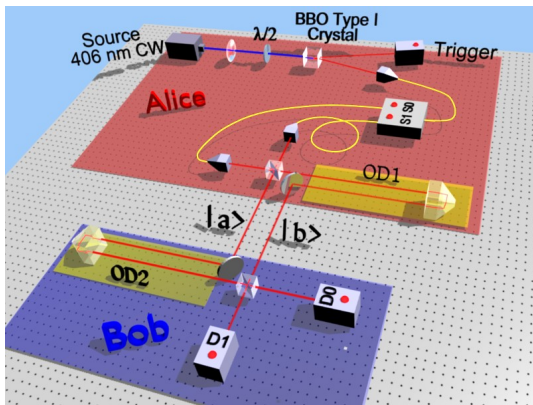 Source
406 nm CW
λ/2
BBO Type I
Crystal
Trigger
Alice
S1 S0
OD1
|a>
|b>
OD2
D0
Bob
D1